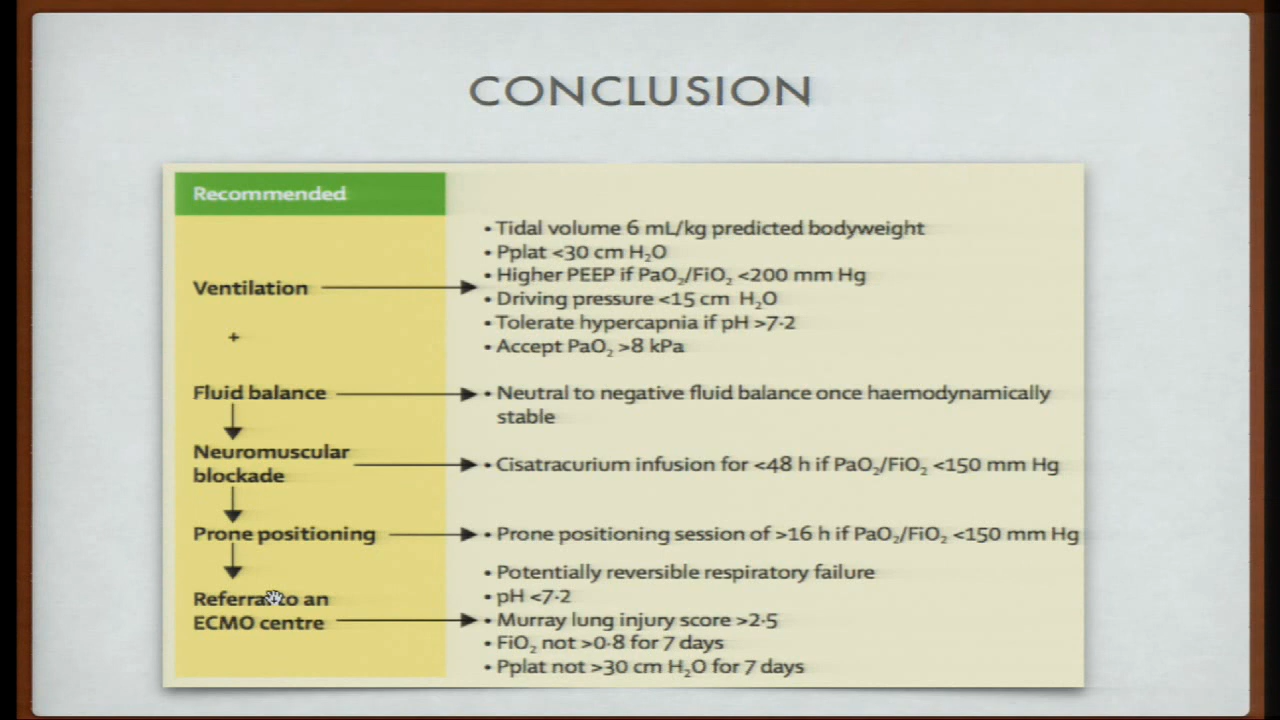 CONCLUSION
Recommended
Ventilation
• Tidal volume 6 mL/kg predicted bodyweight
• Pplat <30 cm H₂O
• Higher PEEP if PaO₂/FiO₂ <200 mm Hg
• Driving pressure <15 cm H₂O
• Tolerate hypercapnia if pH >7·2
• Accept PaO₂ >8 kPa
+
Fluid balance
• Neutral to negative fluid balance once haemodynamically
stable
Neuromuscular
blockade
• Cisatracurium infusion for <48 h if PaO₂/FiO₂ <150 mm Hg
Prone positioning
• Prone positioning session of >16 h if PaO₂/FiO₂ <150 mm Hg
Referral to an
ECMO centre
• Potentially reversible respiratory failure
• pH <7·2
• Murray lung injury score >2·5
• FiO₂ not >0·8 for 7 days
• Pplat not >30 cm H₂O for 7 days